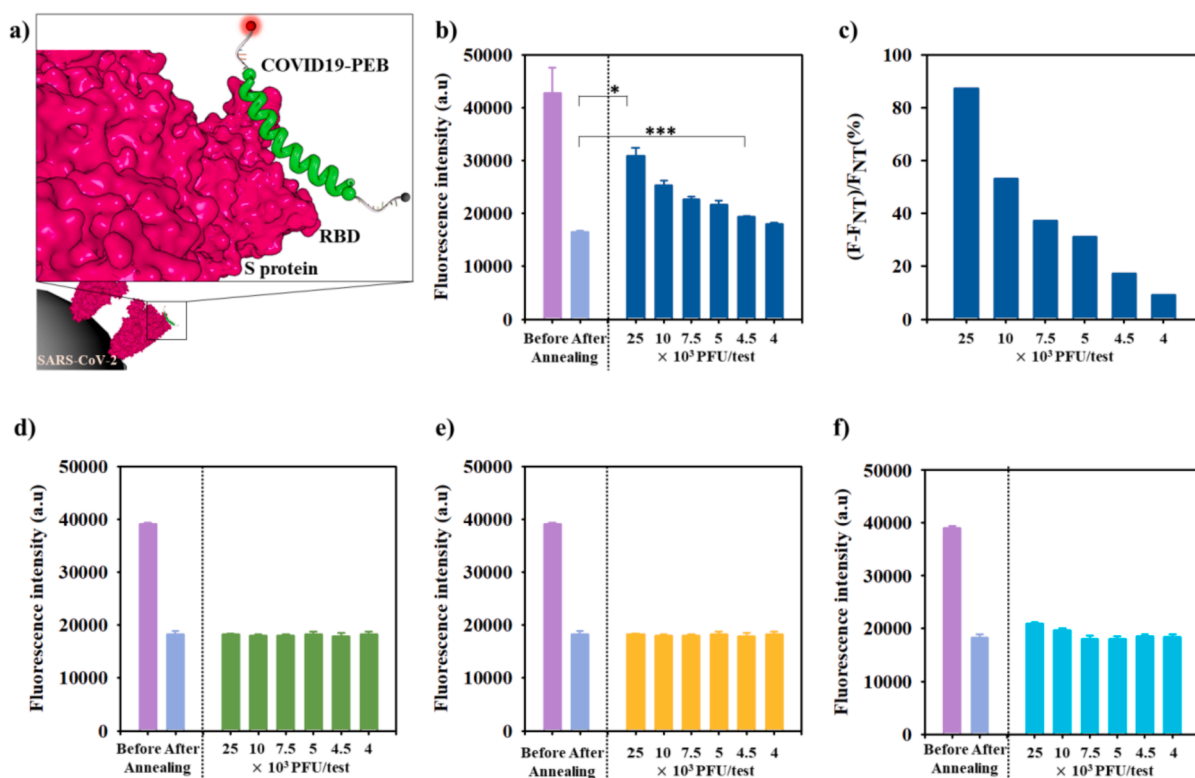 a)
COVID19-PEB
RBD
S protein
SARS-CoV-2
b)
Fluorescence intensity (a.u)
50000
40000
30000
20000
10000
0
*
***
Before After
Annealing
25 10 7.5 5 4.5 4
× 10³ PFU/test
c)
(F-FNT)/FNT(%)
100
80
60
40
20
0
25 10 7.5 5 4.5 4
× 10³ PFU/test
d)
Fluorescence intensity (a.u)
50000
40000
30000
20000
10000
0
Before After
Annealing
25 10 7.5 5 4.5 4
× 10³ PFU/test
e)
Fluorescence intensity (a.u)
50000
40000
30000
20000
10000
0
Before After
Annealing
25 10 7.5 5 4.5 4
× 10³ PFU/test
f)
Fluorescence intensity (a.u)
50000
40000
30000
20000
10000
0
Before After
Annealing
25 10 7.5 5 4.5 4
× 10³ PFU/test